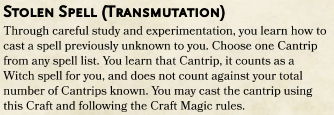 Stolen Spell (Transmutation)
Through careful study and experimentation, you learn how to
cast a spell previously unknown to you. Choose one Cantrip
from any spell list. You learn that Cantrip, it counts as a
Witch spell for you, and does not count against your total
number of Cantrips known. You may cast the cantrip using
this Craft and following the Craft Magic rules.